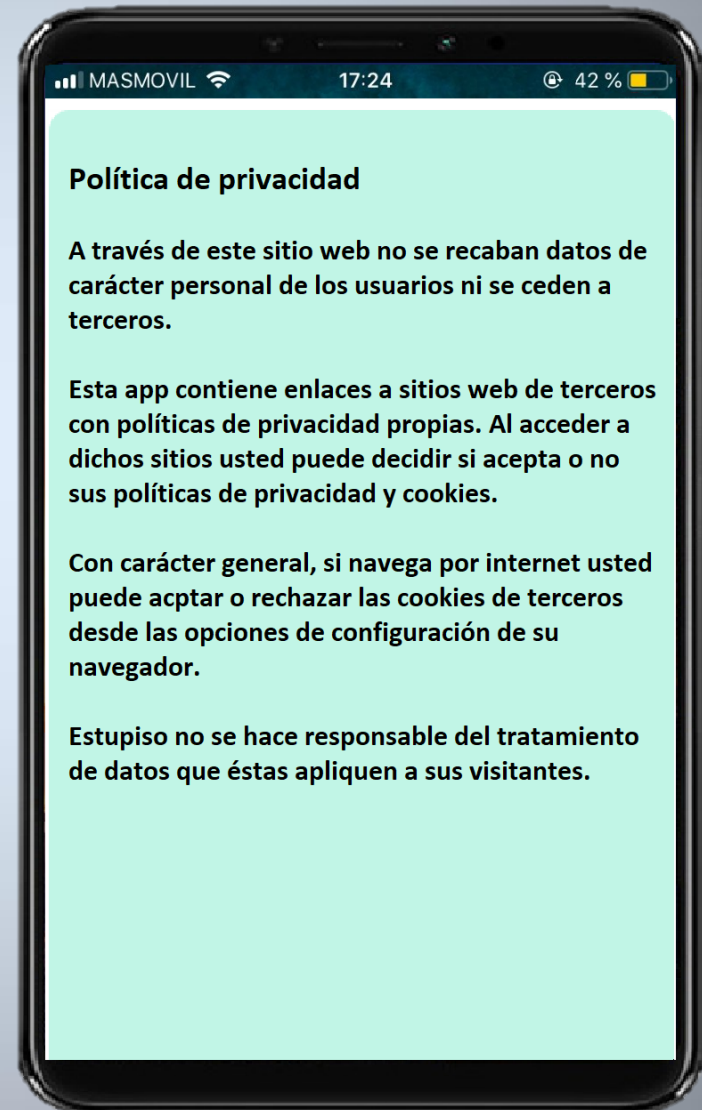 MASMOVIL 17:24 42 %
Política de privacidad
A través de este sitio web no se recaban datos de
carácter personal de los usuarios ni se ceden a
terceros.
Esta app contiene enlaces a sitios web de terceros
con políticas de privacidad propias. Al acceder a
dichos sitios usted puede decidir si acepta o no
sus políticas de privacidad y cookies.
Con carácter general, si navega por internet usted
puede acptar o rechazar las cookies de terceros
desde las opciones de configuración de su
navegador.
Estupiso no se hace responsable del tratamiento
de datos que éstas apliquen a sus visitantes.